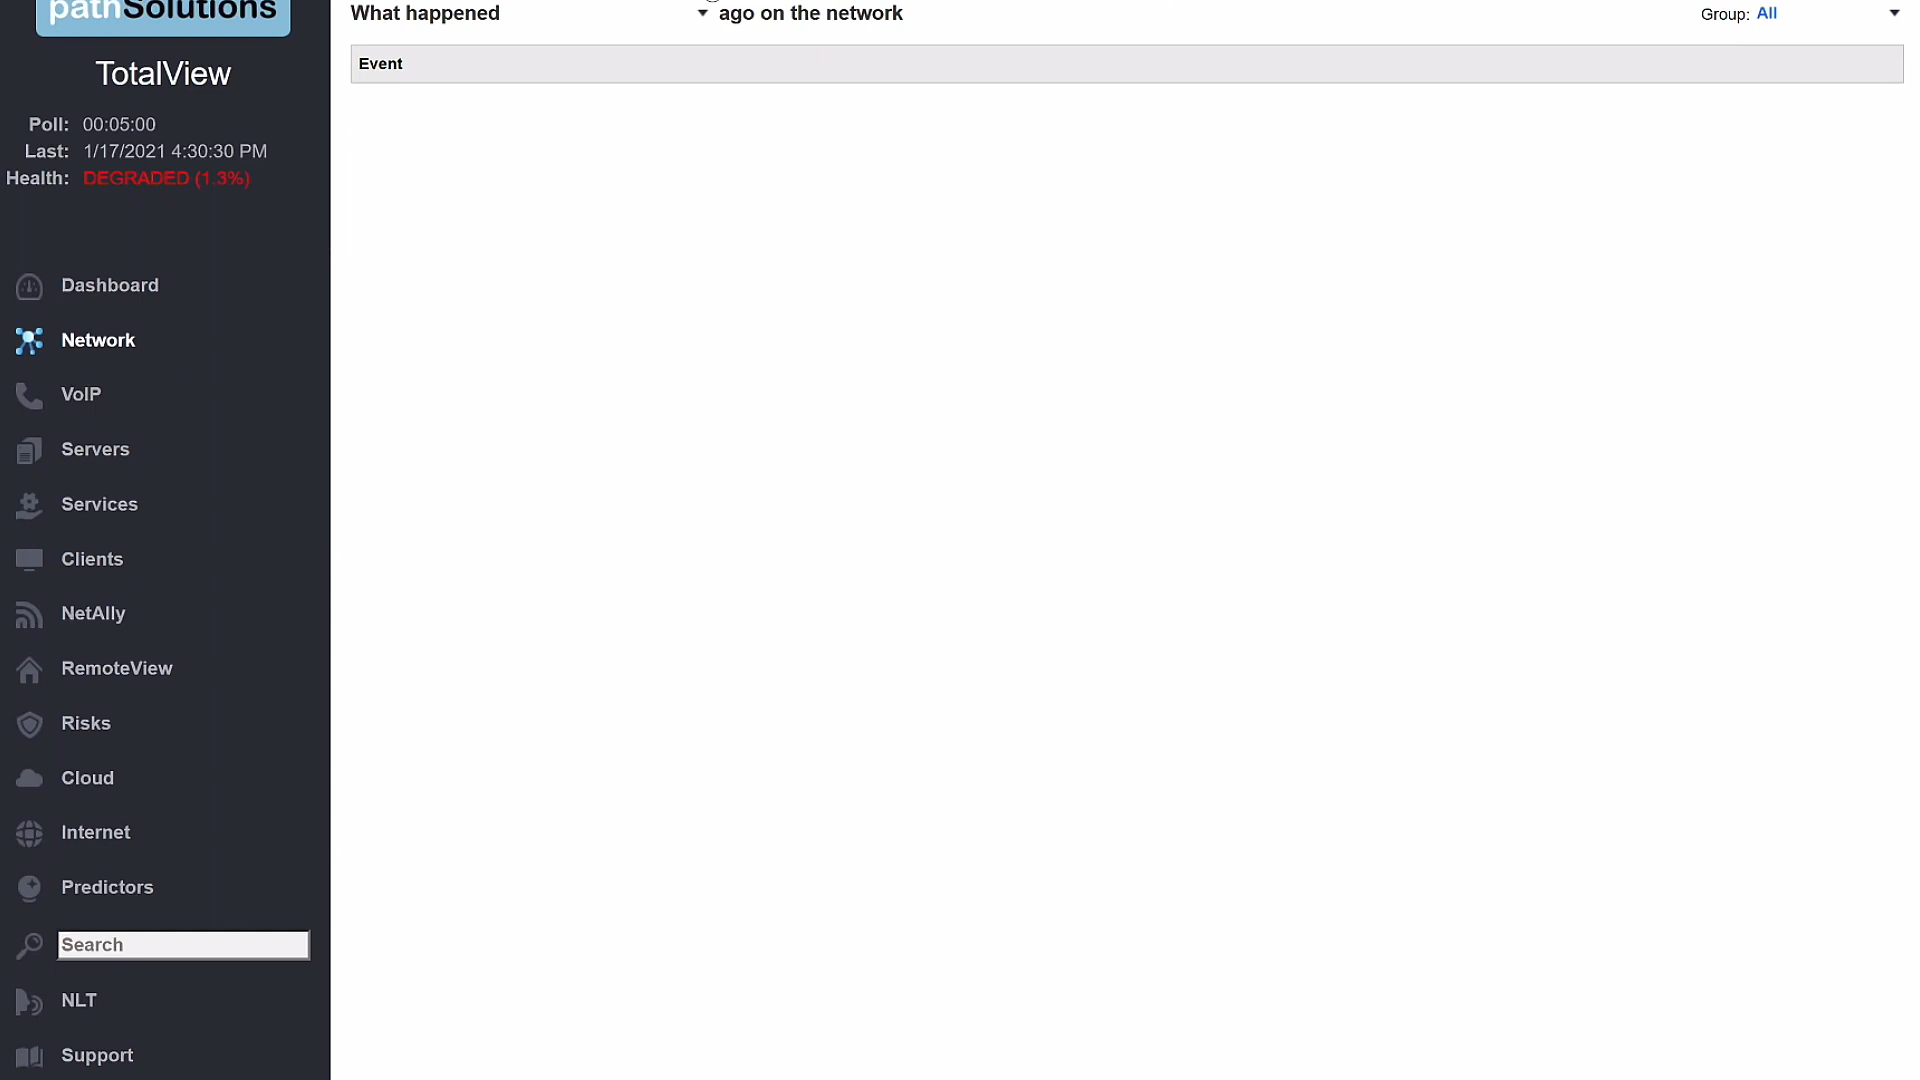 pathSolutions
TotalView
Poll: 00:05:00
Last: 1/17/2021 4:30:30 PM
Health: DEGRADED (1.3%)
Dashboard
Network
VoIP
Servers
Services
Clients
NetAlly
RemoteView
Risks
Cloud
Internet
Predictors
Search
NLT
Support
What happened ago on the network
Group: All
Event